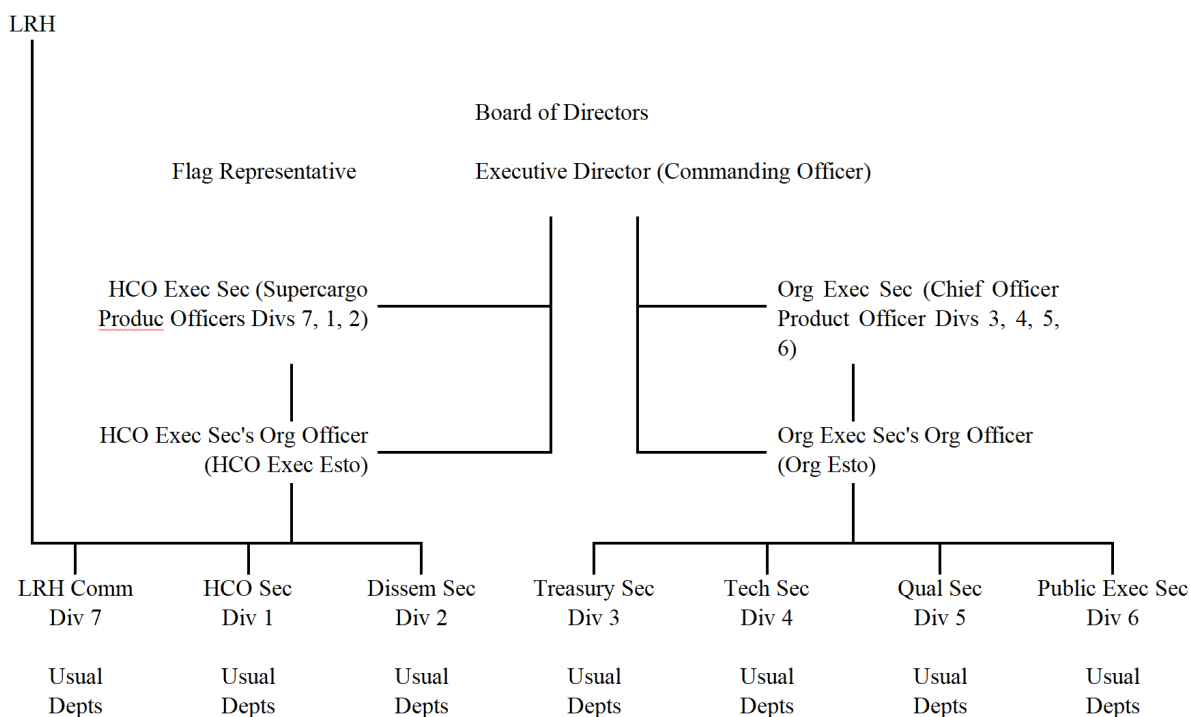 LRH
Board of Directors
Flag Representative
Executive Director (Commanding Officer)
HCO Exec Sec (Supercargo
Produc Officers Divs 7, 1, 2)
Org Exec Sec (Chief Officer
Product Officer Divs 3, 4, 5,
6)
HCO Exec Sec's Org Officer
(HCO Exec Esto)
Org Exec Sec's Org Officer
(Org Esto)
LRH Comm
Div 7
Usual
Depts
HCO Sec
Div 1
Usual
Depts
Dissem Sec
Div 2
Usual
Depts
Treasury Sec
Div 3
Usual
Depts
Tech Sec
Div 4
Usual
Depts
Qual Sec
Div 5
Usual
Depts
Public Exec Sec
Div 6
Usual
Depts